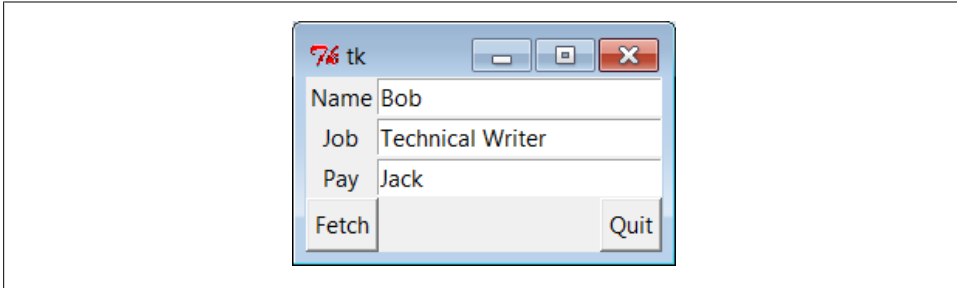 tk
Name Bob
Job Technical Writer
Pay Jack
Fetch Quit